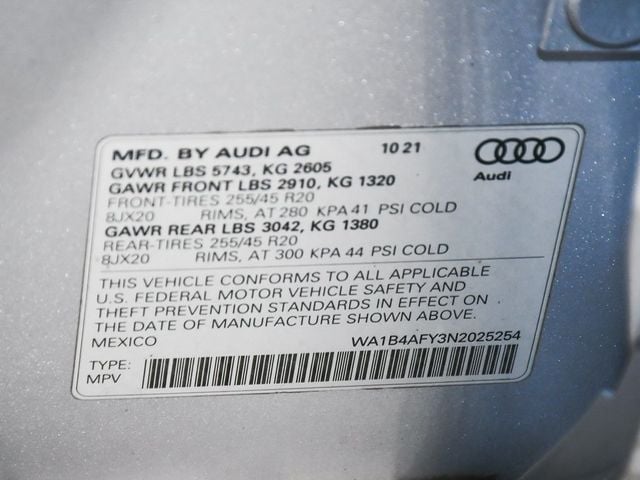 MFD. BY AUDI AG 10 21
GVWR LBS 5743, KG 2605
GAWR FRONT LBS 2910, KG 1320
FRONT-TIRES 255/45 R20
8JX20 RIMS, AT 280 KPA 41 PSI COLD
GAWR REAR LBS 3042, KG 1380
REAR-TIRES 255/45 R20
8JX20 RIMS, AT 300 KPA 44 PSI COLD
Audi
THIS VEHICLE CONFORMS TO ALL APPLICABLE
U.S. FEDERAL MOTOR VEHICLE SAFETY AND
THEFT PREVENTION STANDARDS IN EFFECT ON
THE DATE OF MANUFACTURE SHOWN ABOVE.
MEXICO WA1B4AFY3N2025254
TYPE:
MPV